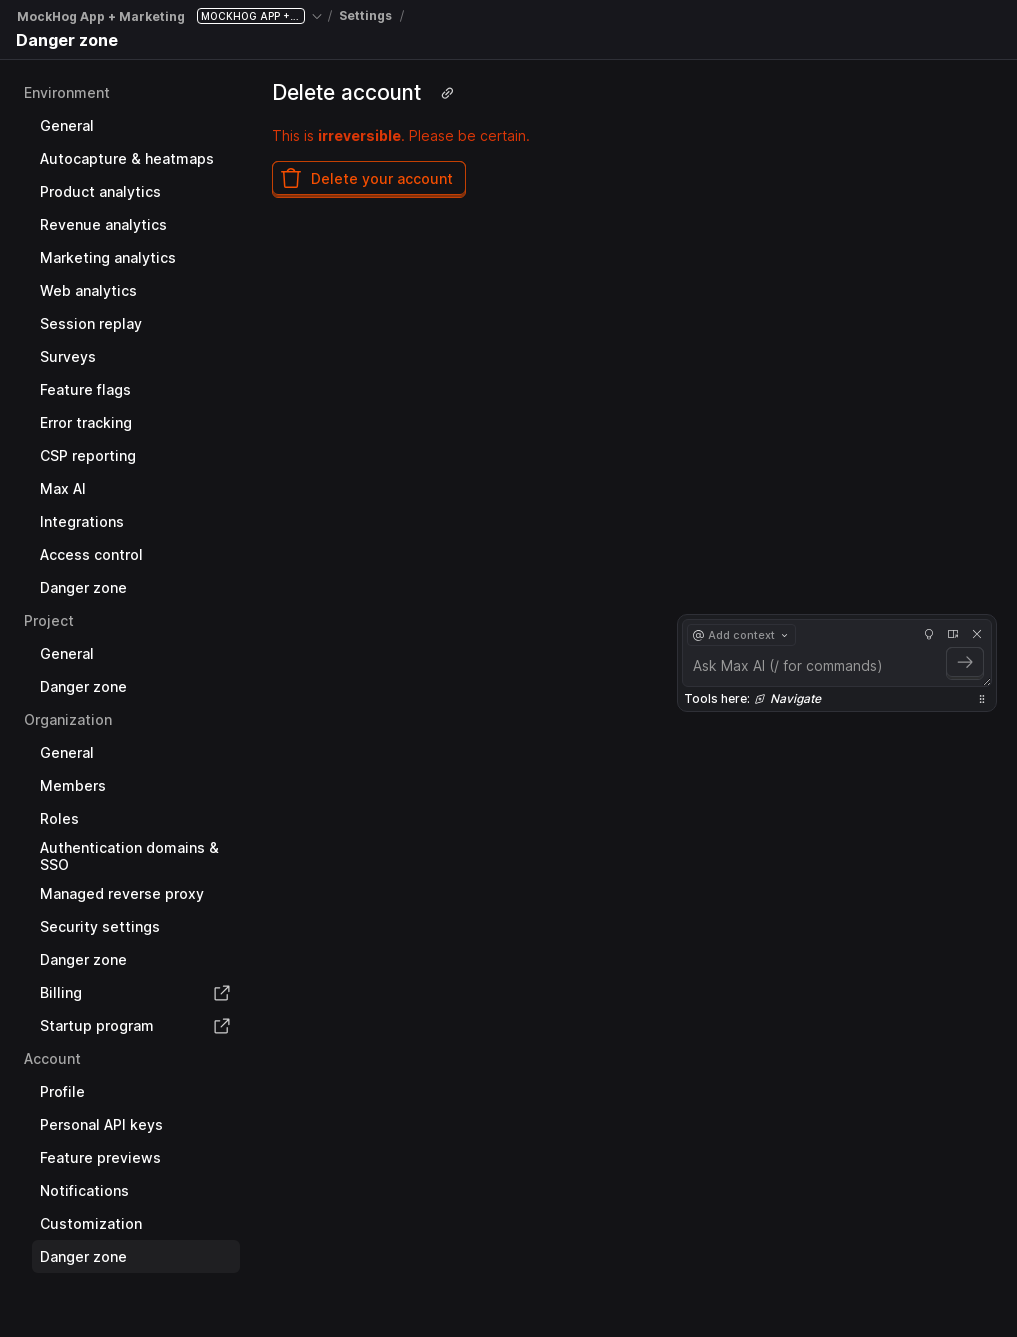 MockHog App + Marketing MOCKHOG APP +... / Settings /
Danger zone
Environment
General
Autocapture & heatmaps
Product analytics
Revenue analytics
Marketing analytics
Web analytics
Session replay
Surveys
Feature flags
Error tracking
CSP reporting
Max AI
Integrations
Access control
Danger zone
Project
General
Danger zone
Organization
General
Members
Roles
Authentication domains &
SSO
Managed reverse proxy
Security settings
Danger zone
Billing
Startup program
Account
Profile
Personal API keys
Feature previews
Notifications
Customization
Danger zone
Delete account
This is irreversible. Please be certain.
Delete your account
@ Add context
Ask Max AI (/ for commands)
Tools here: Navigate